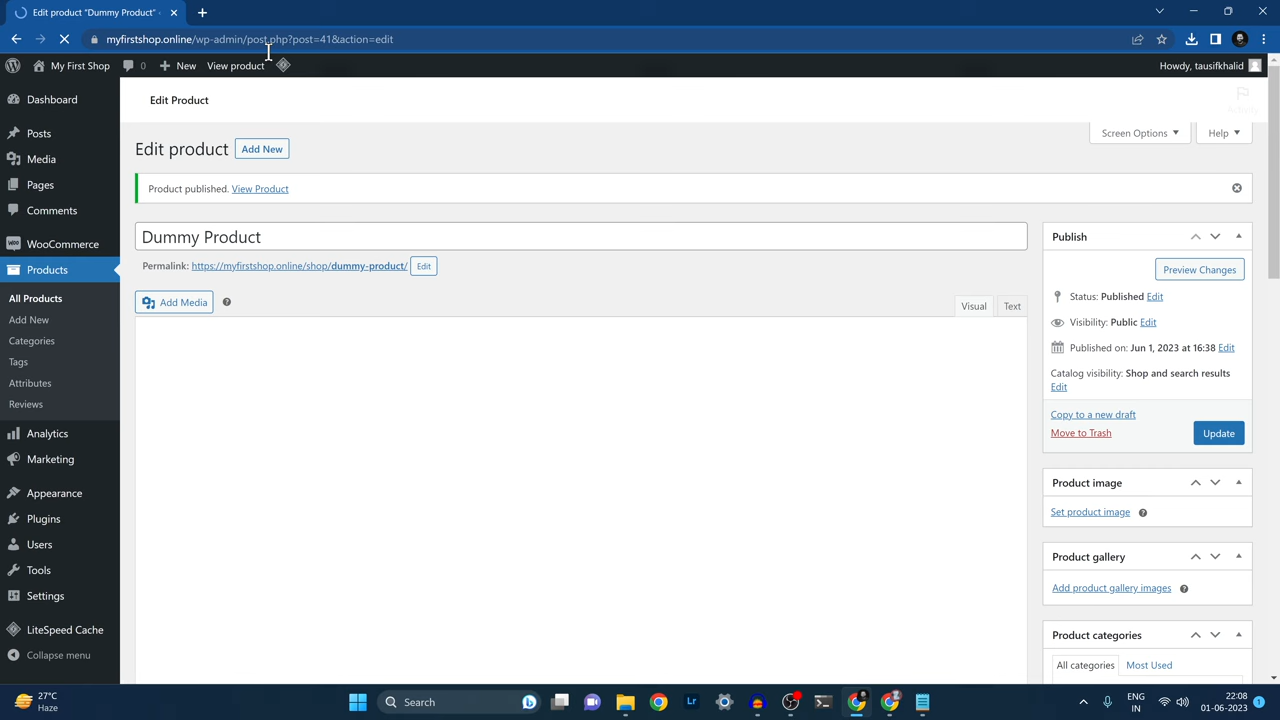 Edit product "Dummy Product" -
myfirstshop.online/wp-admin/post.php?post=41&action=edit
My First Shop 0 New View product Howdy, tausifkhalid
Dashboard
Posts
Media
Pages
Comments
WooCommerce
Products
All Products
Add New
Categories
Tags
Attributes
Reviews
Analytics
Marketing
Appearance
Plugins
Users
Tools
Settings
LiteSpeed Cache
Collapse menu
Edit Product
Screen Options Help
Edit product Add New
Product published. View Product
Dummy Product
Permalink: https://myfirstshop.online/shop/dummy-product/ Edit
Add Media Visual Text
Publish
Preview Changes
Status: Published Edit
Visibility: Public Edit
Published on: Jun 1, 2023 at 16:38 Edit
Catalog visibility: Shop and search results
Edit
Copy to a new draft
Move to Trash Update
Product image
Set product image
Product gallery
Add product gallery images
Product categories
All categories Most Used
27°C
Haze
Search
Lr
ENG
IN
22:08
01-06-2023